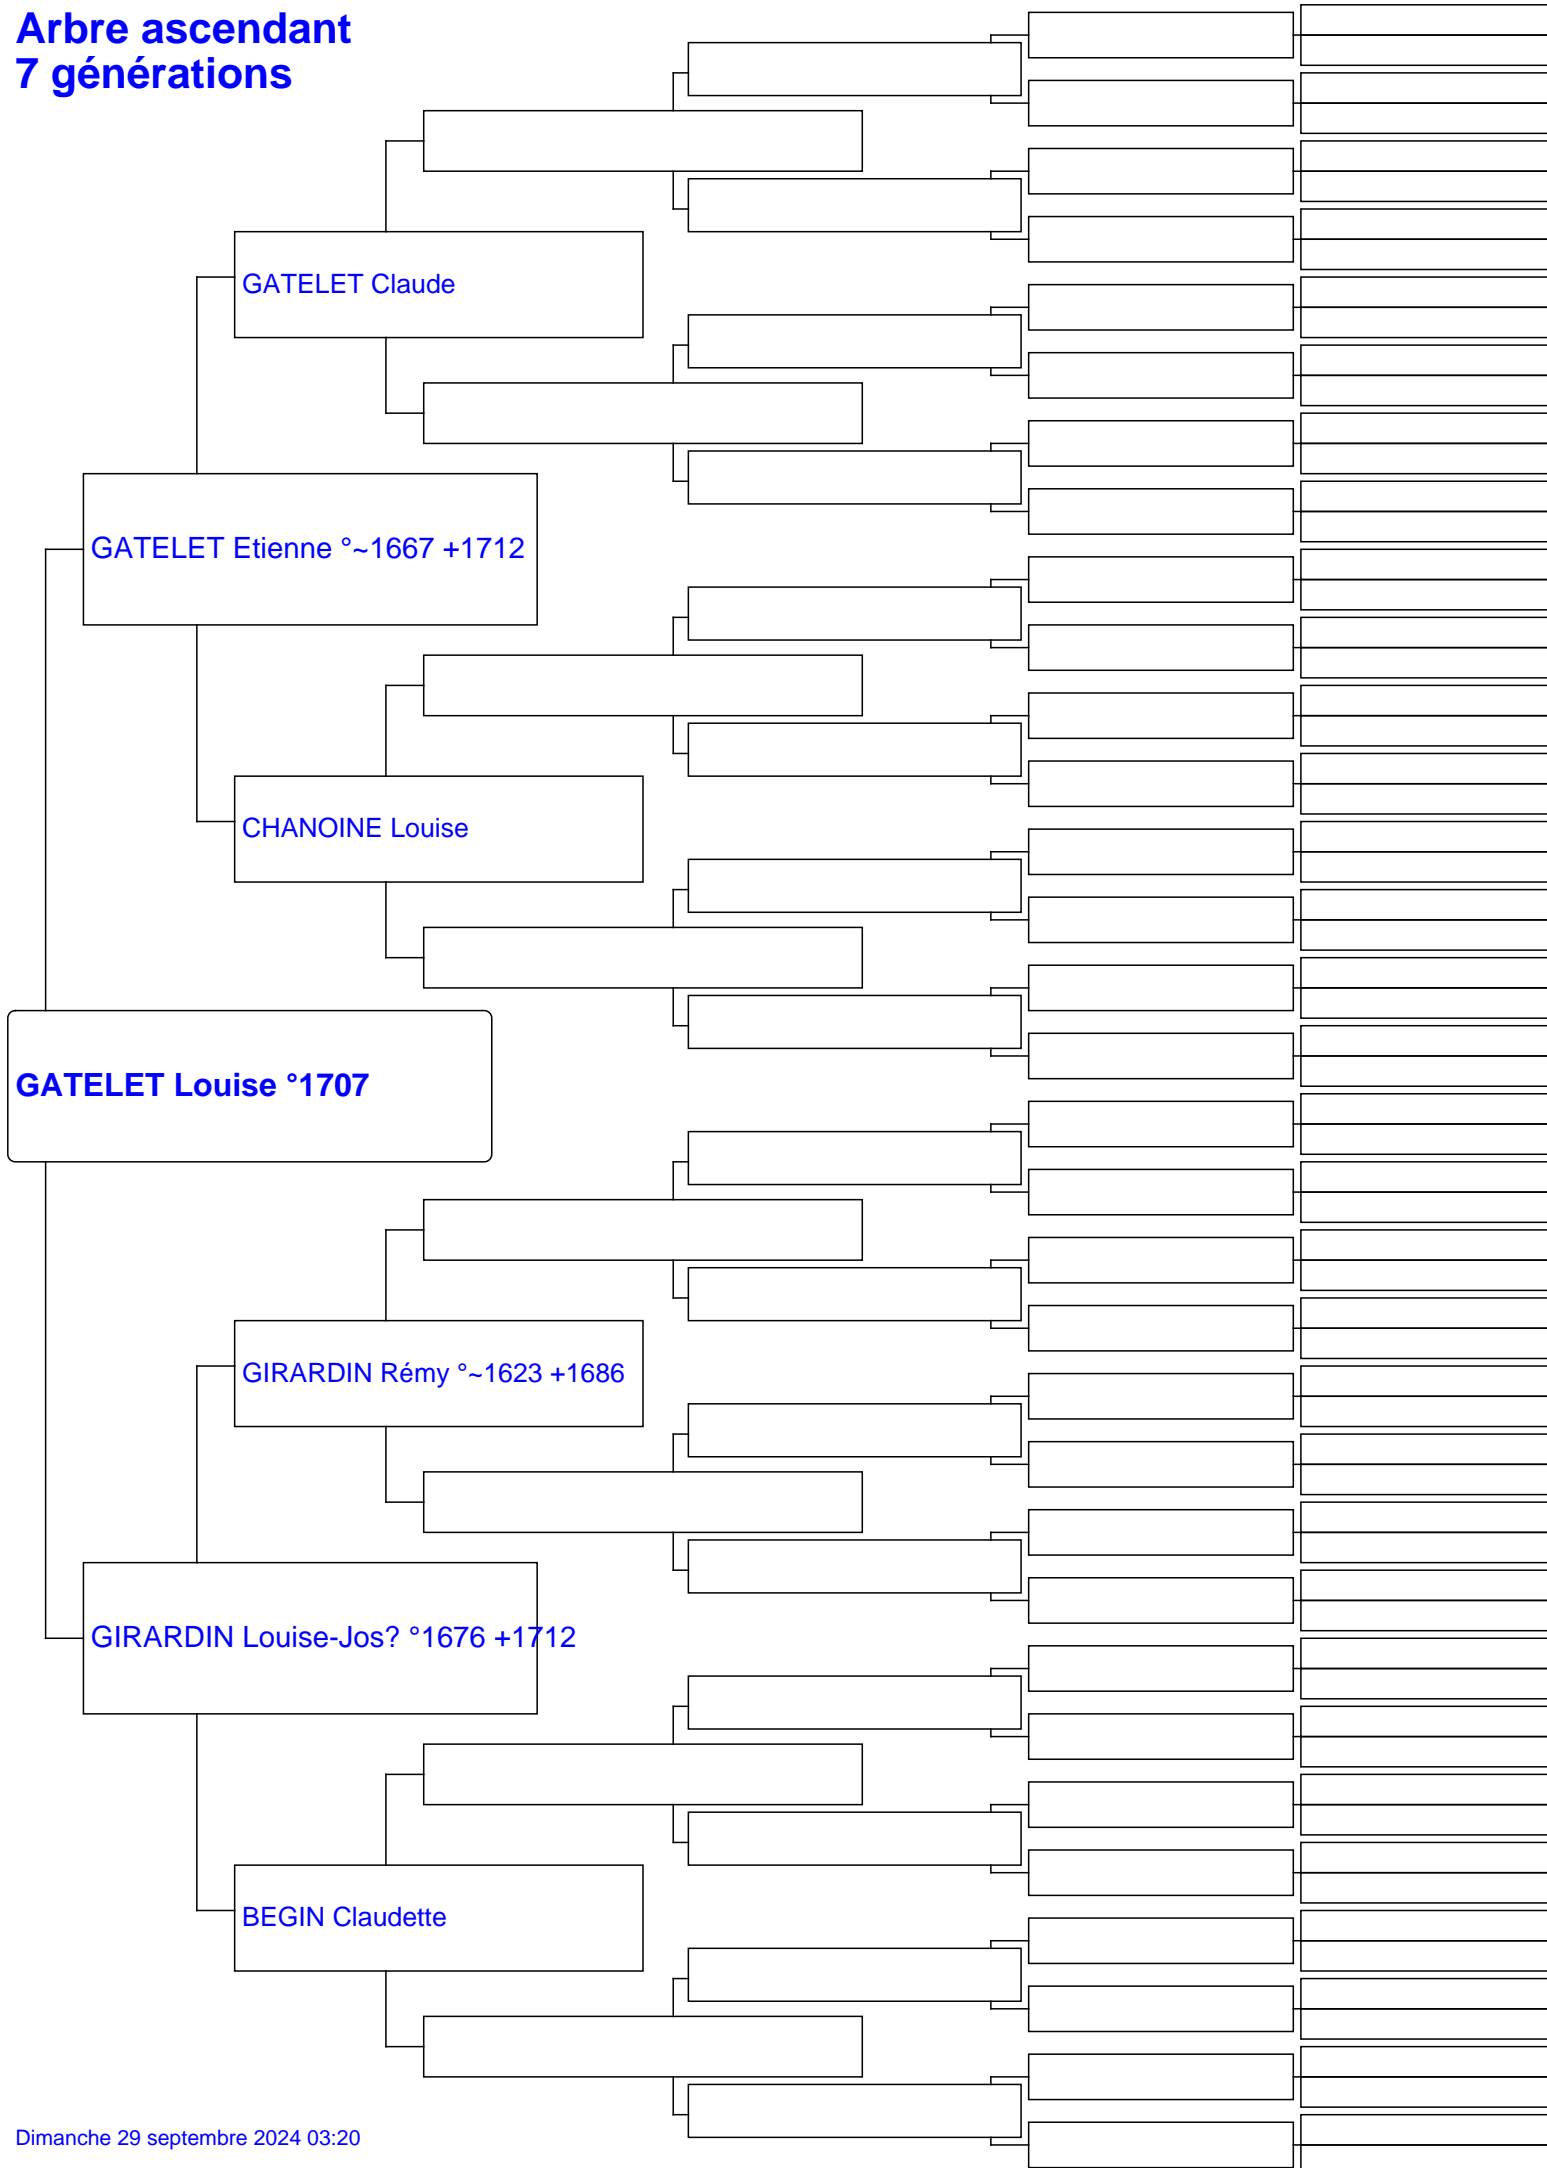 Arbre ascendant
7 générations
GATELET Claude
GATELET Etienne °~1667 +1712
CHANOINE Louise
GATELET Louise °1707
GIRARDIN Rémy °~1623 +1686
GIRARDIN Louise-Jos? °1676 +1712
BEGIN Claudette
Dimanche 29 septembre 2024 03:20